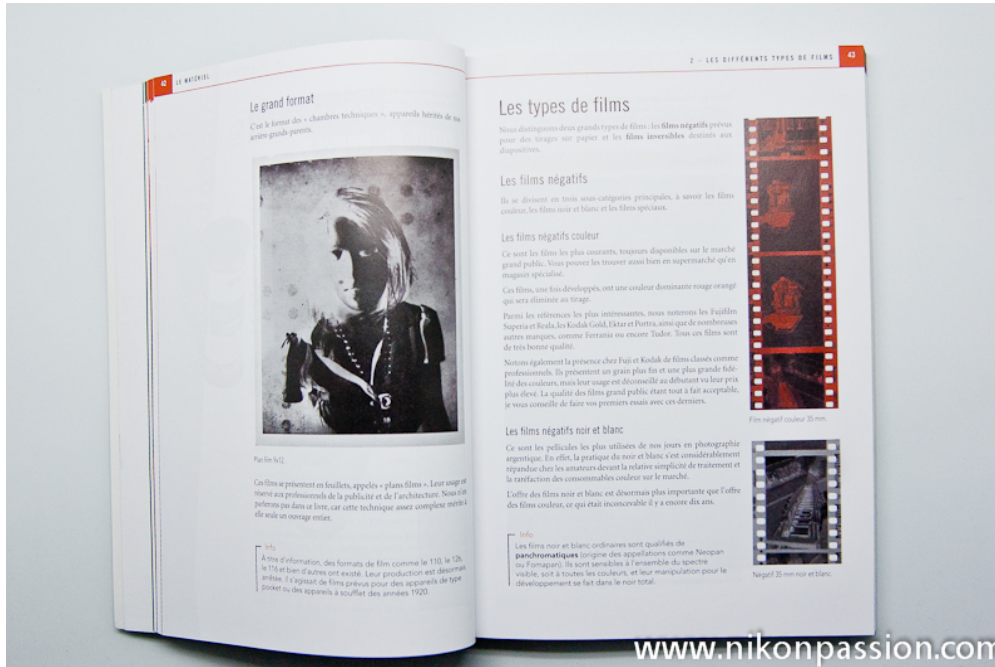 42 LE MATÉRIEL
Le grand format
C'est le format des « chambres techniques », appareils hérités de nos
arrière-grands-parents.
Plan film 9x12.
Ces films se présentent en feuillets, appelés « plans films ». Leur usage est
réservé aux professionnels de la publicité et de l'architecture. Nous n'en
parlerons pas dans ce livre, car cette technique assez complexe mérite à
elle seule un ouvrage entier.
Info
À titre d'information, des formats de film comme le 110, le 126,
le 116 et bien d'autres ont existé. Leur production est désormais
arrêtée. Il s'agissait de films prévus pour des appareils de type
pocket ou des appareils à soufflet des années 1920.
2 – LES DIFFÉRENTS TYPES DE FILMS 43
Les types de films
Nous distinguons deux grands types de films : les films négatifs prévus
pour des tirages sur papier et les films inversibles destinés aux
diapositives.
Les films négatifs
Ils se divisent en trois sous-catégories principales, à savoir les films
couleur, les films noir et blanc et les films spéciaux.
Les films négatifs couleur
Ce sont les films les plus courants, toujours disponibles sur le marché
grand public. Vous pouvez les trouver aussi bien en supermarché qu'en
magasin spécialisé.
Ces films, une fois développés, ont une couleur dominante rouge orangé
qui sera éliminée au tirage.
Parmi les références les plus intéressantes, nous noterons les Fujifilm
Superia et Reala, les Kodak Gold, Ektar et Portra, ainsi que de nombreuses
autres marques, comme Ferrania ou encore Tudor. Tous ces films sont
de très bonne qualité.
Notons également la présence chez Fuji et Kodak de films classés comme
professionnels. Ils présentent un grain plus fin et une plus grande fidé-
lité des couleurs, mais leur usage est déconseillé au débutant vu leur prix
plus élevé. La qualité des films grand public étant tout à fait acceptable,
je vous conseille de faire vos premiers essais avec ces derniers.
Film négatif couleur 35 mm.
Les films négatifs noir et blanc
Ce sont les pellicules les plus utilisées de nos jours en photographie
argentique. En effet, la pratique du noir et blanc s'est considérablement
répandue chez les amateurs devant la relative simplicité de traitement et
la raréfaction des consommables couleur sur le marché.
L'offre des films noir et blanc est désormais plus importante que l'offre
des films couleur, ce qui était inconcevable il y a encore dix ans.
Info
Les films noir et blanc ordinaires sont qualifiés de
panchromatiques (origine des appellations comme Neopan
ou Fomapan). Ils sont sensibles à l'ensemble du spectre
visible, soit à toutes les couleurs, et leur manipulation pour le
développement se fait dans le noir total.
Négatif 35 mm noir et blanc.
www.nikonpassion.com